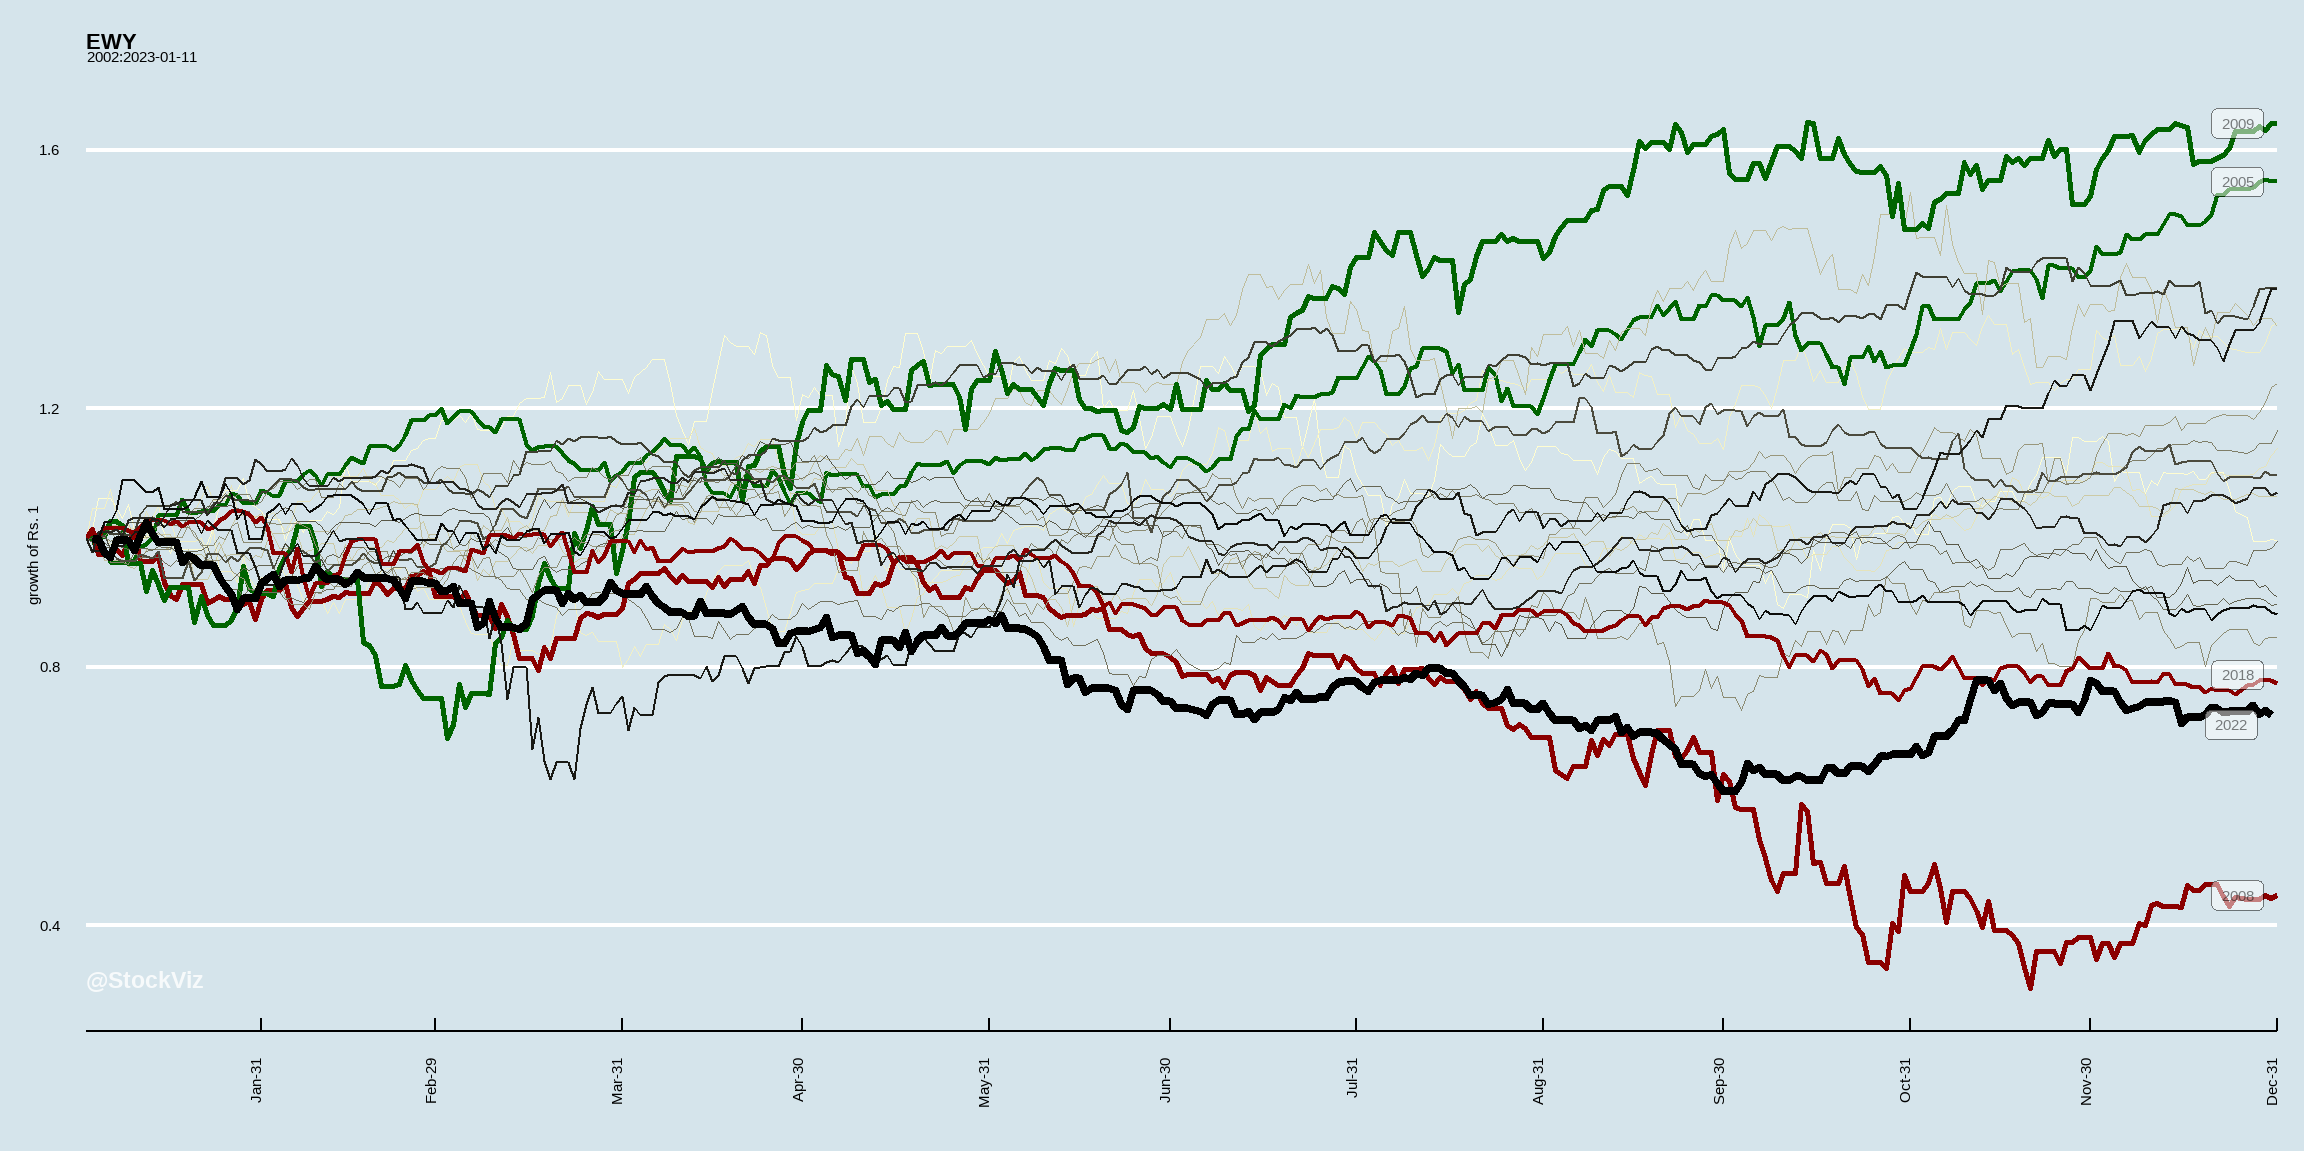 EWY
2002:2023-01-11
growth of Rs. 1
1.6
1.2
0.8
0.4
2009
2005
2018
2022
2008
@StockViz
Jan-31
Feb-29
Mar-31
Apr-30
May-31
Jun-30
Jul-31
Aug-31
Sep-30
Oct-31
Nov-30
Dec-31